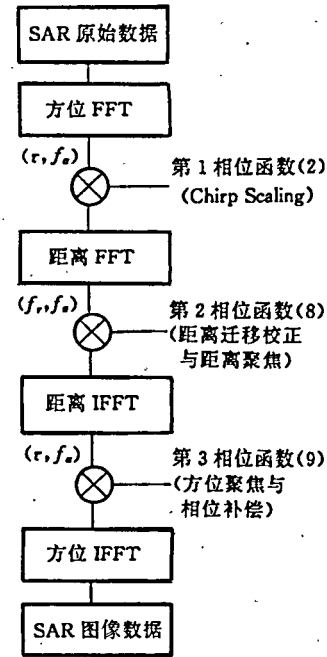 SAR 原始数据
方位 FFT
(τ, fₐ)
第 1 相位函数(2)
(Chirp Scaling)
距离 FFT
(fᵣ, fₐ)
第 2 相位函数(8)
(距离迁移校正
与距离聚焦)
距离 IFFT
(τ, fₐ)
第 3 相位函数(9)
(方位聚焦与
相位补偿)
方位 IFFT
SAR 图像数据